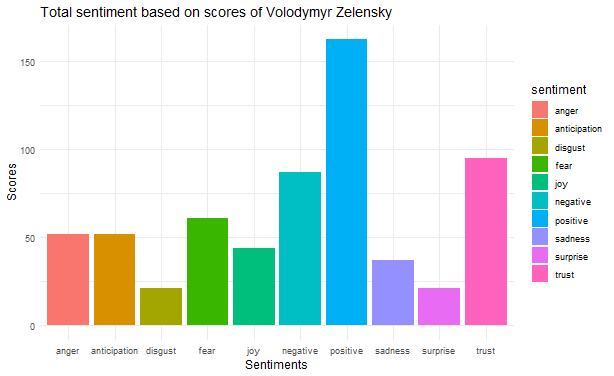 Total sentiment based on scores of Volodymyr Zelensky
150
100
50
0
Scores
anger anticipation disgust fear joy negative positive sadness surprise trust
Sentiments
sentiment
anger
anticipation
disgust
fear
joy
negative
positive
sadness
surprise
trust